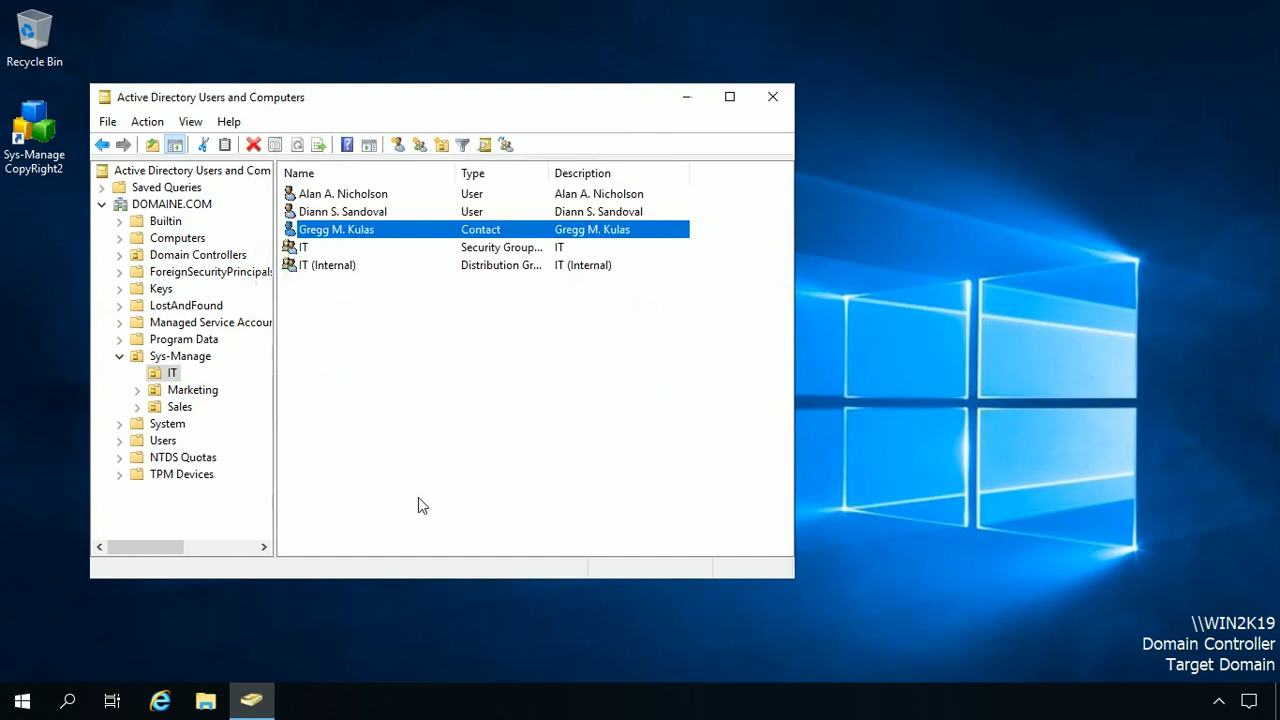 Recycle Bin
Sys-Manage
CopyRight2
Active Directory Users and Computers
File Action View Help
Active Directory Users and Com
Saved Queries
DOMAINE.COM
Builtin
Computers
Domain Controllers
ForeignSecurityPrincipals
Keys
LostAndFound
Managed Service Accour
Program Data
Sys-Manage
IT
Marketing
Sales
System
Users
NTDS Quotas
TPM Devices
Name Type Description
Alan A. Nicholson User Alan A. Nicholson
Diann S. Sandoval User Diann S. Sandoval
Gregg M. Kulas Contact Gregg M. Kulas
IT Security Group... IT
IT (Internal) Distribution Gr... IT (Internal)
\\WIN2K19
Domain Controller
Target Domain